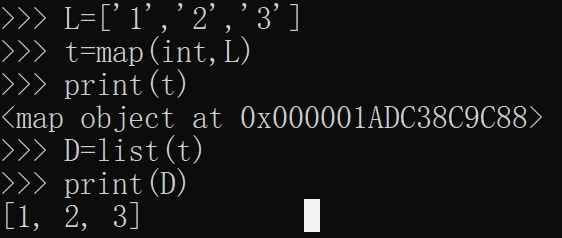 >>> L=['1','2','3']
>>> t=map(int,L)
>>> print(t)
<map object at 0x000001ADC38C9C88>
>>> D=list(t)
>>> print(D)
[1, 2, 3]